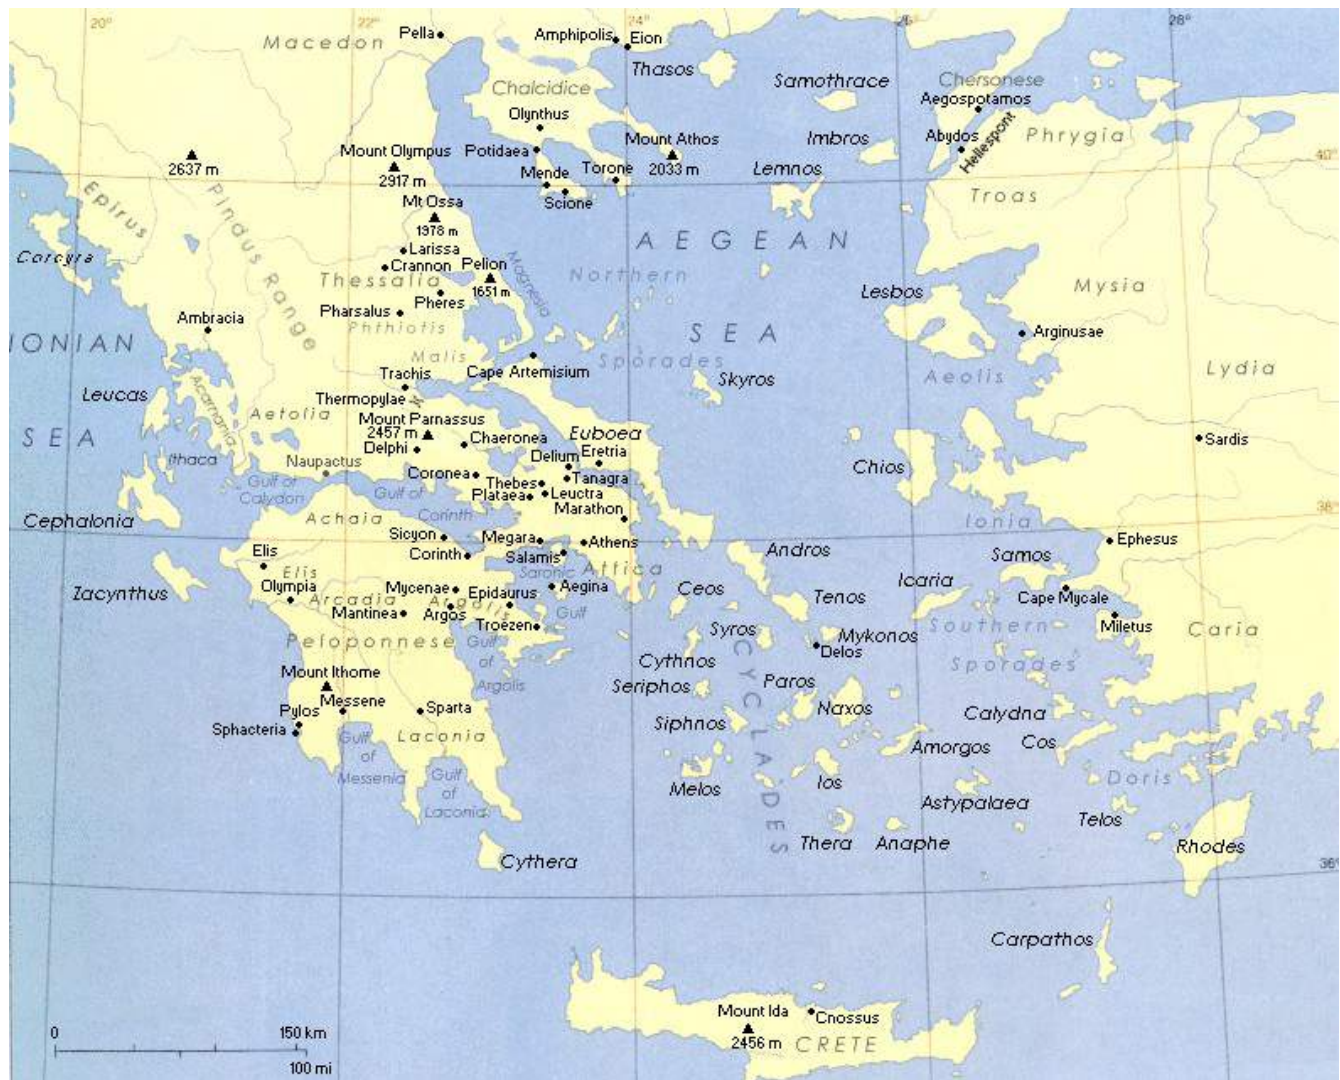 20°
22°
24°
26°
28°
Macedon
Pella
Amphipolis
Eion
Thasos
Chalcidice
Samothrace
Chersonese
Aegospotamos
Olynthus
Imbros
Abydos
Hellespont
Phrygia
Mount Olympus
2917 m
Potidaea
Mount Athos
2033 m
2637 m
Mende
Torone
Lemnos
40°
Epirus
Pindus Range
Mt Ossa
1978 m
Scione
Troas
AEGEAN
SEA
Corcyra
Larissa
Crannon
Pelion
1651 m
Magnesia
Northern
Sporades
Thessalia
Pheres
Lesbos
Mysia
Ambracia
Pharsalus
Phthiotis
Arginusae
IONIAN
SEA
Malis
Cape Artemisium
Lydia
Leucas
Acarnania
Trachis
Skyros
Aeolis
Thermopylae
Aetolia
Mount Parnassus
2457 m
Chaeronea
Euboea
Sardis
Ithaca
Delphi
Delium
Eretria
Chios
Naupactus
Gulf of
Calydon
Coronea
Thebes
Tanagra
Gulf of
Corinth
Plataea
Leuctra
Marathon
Cephalonia
Achaia
Ionia
38°
Sicyon
Megara
Athens
Ephesus
Elis
Corinth
Salamis
Andros
Samos
Elis
Saronic
Gulf
Attica
Zacynthus
Olympia
Arcadia
Mycenae
Epidaurus
Aegina
Ceos
Tenos
Icaria
Cape Mycale
Mantinea
Argolis
Argos
Troezen
Syros
Mykonos
Southern
Sporades
Miletus
Caria
Peloponnese
Gulf
of
Argolis
Delos
Cythnos
Mount Ithome
Seriphos
CYCLADES
Paros
Messene
Sparta
Naxos
Calydna
Pylos
Sphacteria
Laconia
Siphnos
Amorgos
Cos
Gulf
of
Messenia
Gulf
of
Laconia
Melos
Ios
Doris
Astypalaea
Telos
Thera
Anaphe
Rhodes
Cythera
36°
Carpathos
Mount Ida
2456 m
Cnossus
CRETE
0
150 km
100 mi